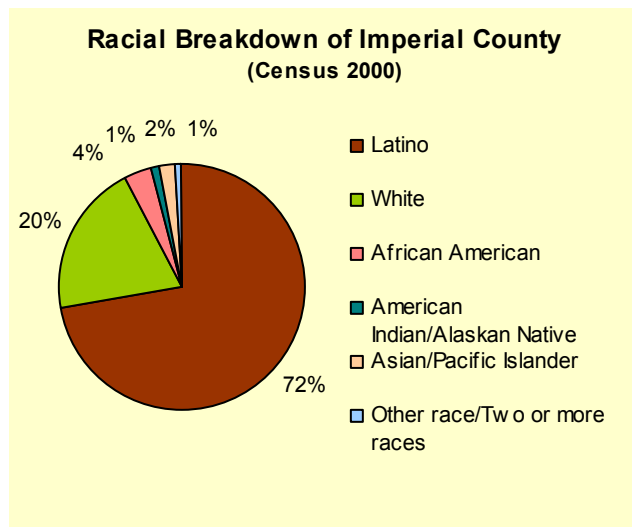 Racial Breakdown of Imperial County
(Census 2000)
1% 2% 1%
4%
20%
72%
Latino
White
African American
American
Indian/Alaskan Native
Asian/Pacific Islander
Other race/Two or more
races